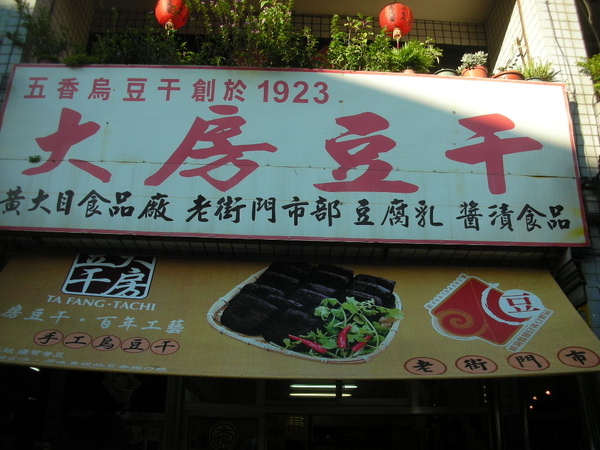 五香烏豆干創於1923
大房豆干
黃大目食品廠 老街門市部 豆腐乳 醬漬食品
豆大
干房
TA FANG·TACHI
房豆干·百年工藝
手工烏豆干
豆
老街門市